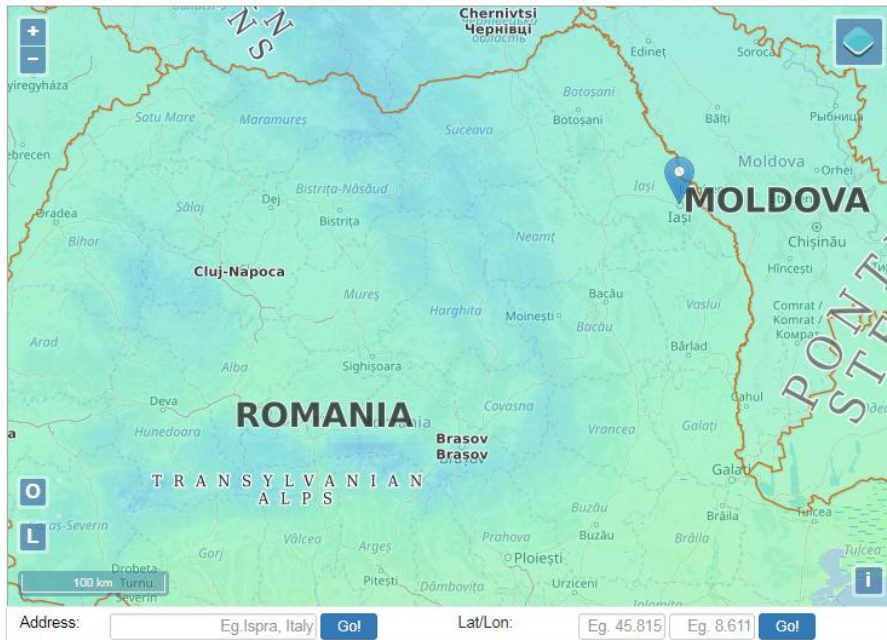 +
−
Chernivtsi
Чернівці
область
Edineț
Soroca
Satu Mare
Maramureș
Suceava
Botoșani
Botoșani
Bălți
Рыбница
Moldova
Orhei
Iași
MOLDOVA
Iași
Chișinău
Hîncești
Oradea
Sălaj
Dej
Bistrița-Năsăud
Bistrița
Neamț
Bihor
Cluj-Napoca
Mureș
Harghita
Moinești
Bacău
Bacău
Vaslui
Comrat /
Komrat /
Комрат
Arad
Alba
Sighișoara
Bârlad
Deva
Hunedoara
ROMANIA
Covasna
Brasov
Brașov
Vrancea
Galați
Cahul
TRANSYLVANIAN
ALPS
Galați
O
L
Gorj
Vâlcea
Argeș
Prahova
Buzău
Buzău
Brăila
Brăila
Tulcea
Tulcea
Ploiești
Drobeta-
Turnu
Severin
Pitești
Dâmbovița
Urziceni
Ialomița
100 km
i
Address:
Eg.Ispra, Italy
Go!
Lat/Lon:
Eg. 45.815
Eg. 8.611
Go!